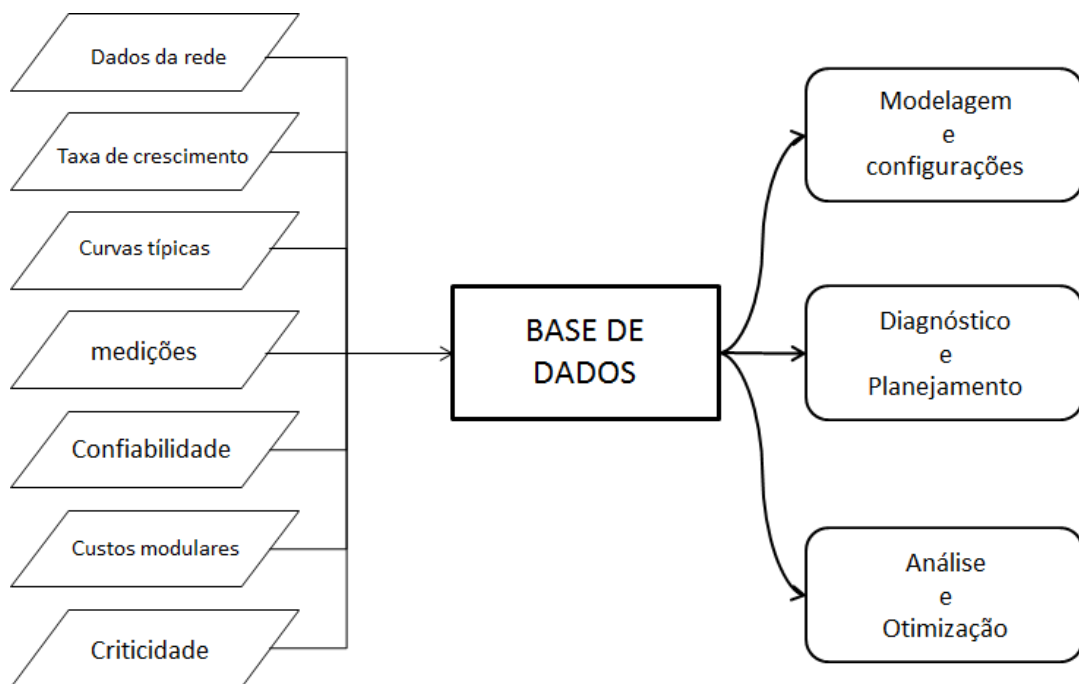 Dados da rede
Taxa de crescimento
Curvas típicas
medições
Confiabilidade
Custos modulares
Criticidade
BASE DE
DADOS
Modelagem
e
configurações
Diagnóstico
e
Planejamento
Análise
e
Otimização